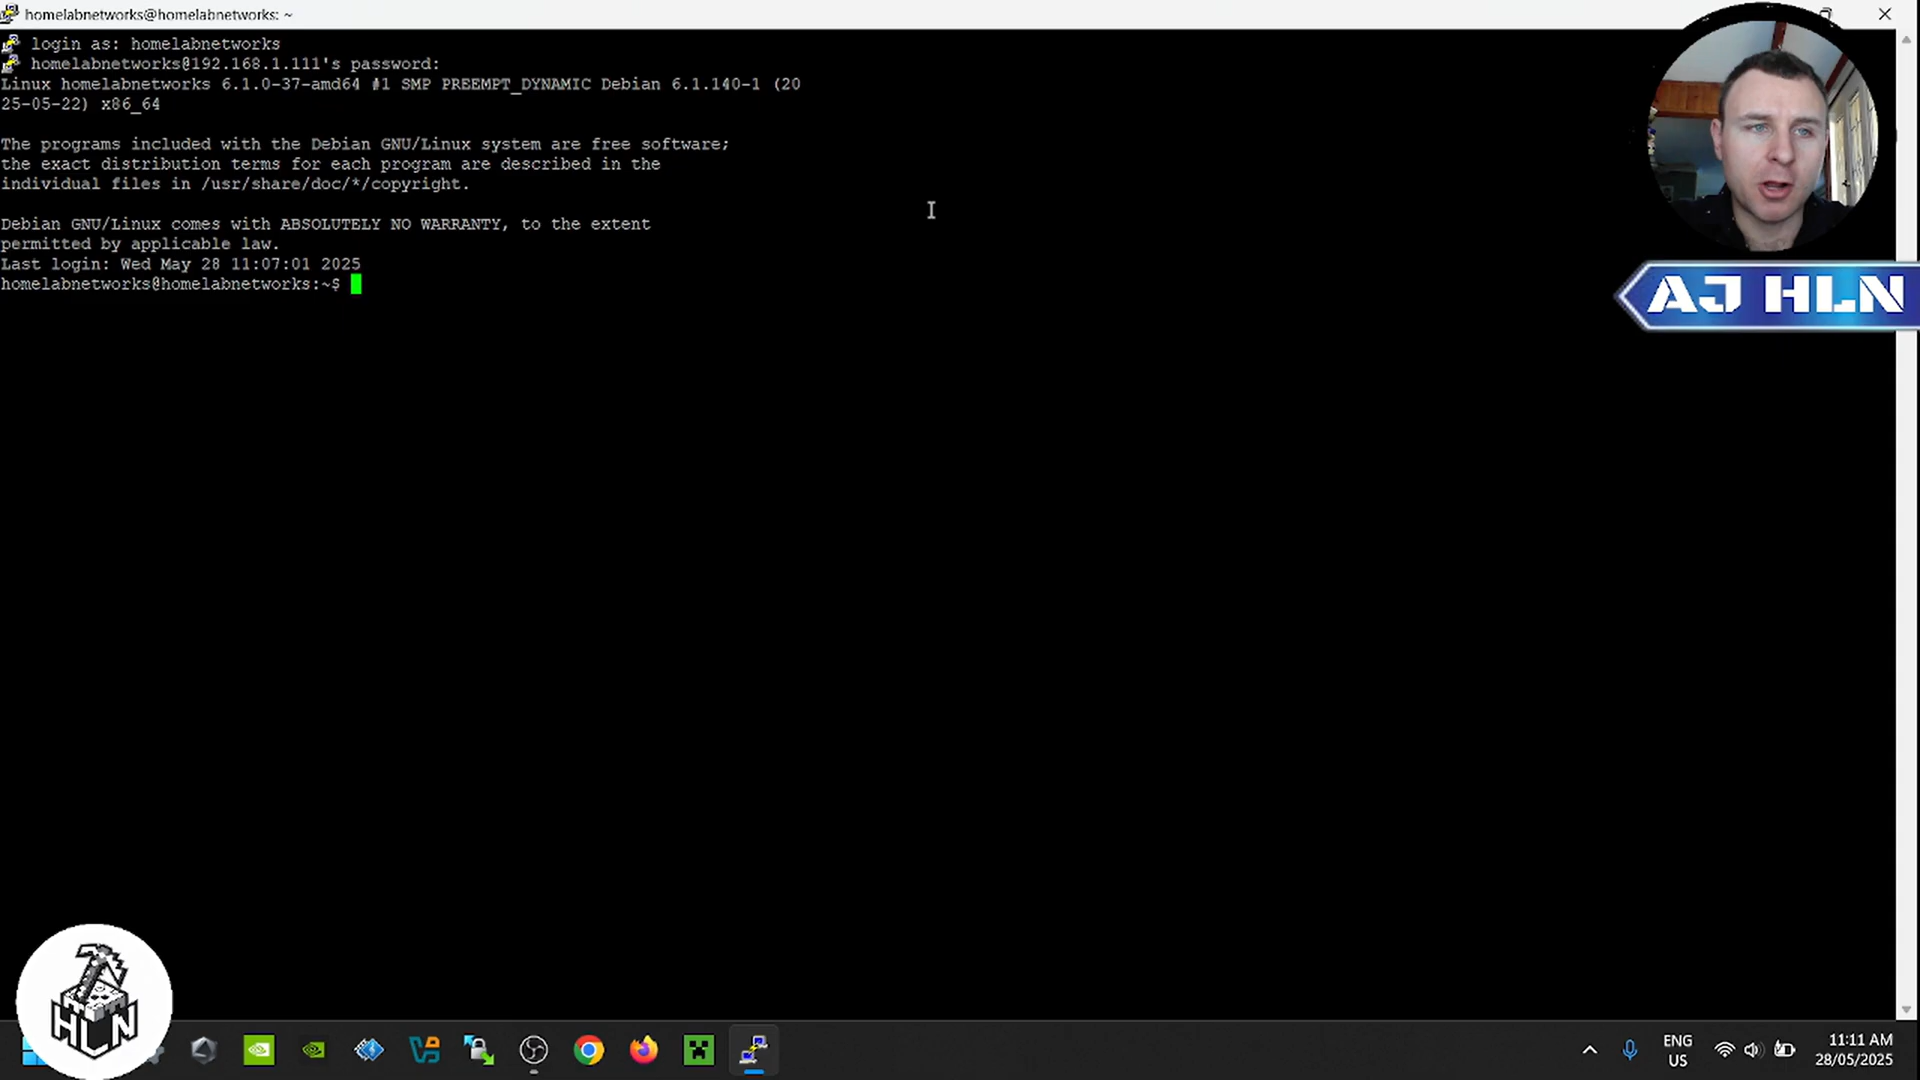 homelabnetworks@homelabnetworks: ~
login as: homelabnetworks
homelabnetworks@192.168.1.111's password:
Linux homelabnetworks 6.1.0-37-amd64 #1 SMP PREEMPT_DYNAMIC Debian 6.1.140-1 (20
25-05-22) x86_64
The programs included with the Debian GNU/Linux system are free software;
the exact distribution terms for each program are described in the
individual files in /usr/share/doc/*/copyright.
Debian GNU/Linux comes with ABSOLUTELY NO WARRANTY, to the extent
permitted by applicable law.
Last login: Wed May 28 11:07:01 2025
homelabnetworks@homelabnetworks:~$
AJ HLN
HLN
ENG
US
11:11 AM
28/05/2025